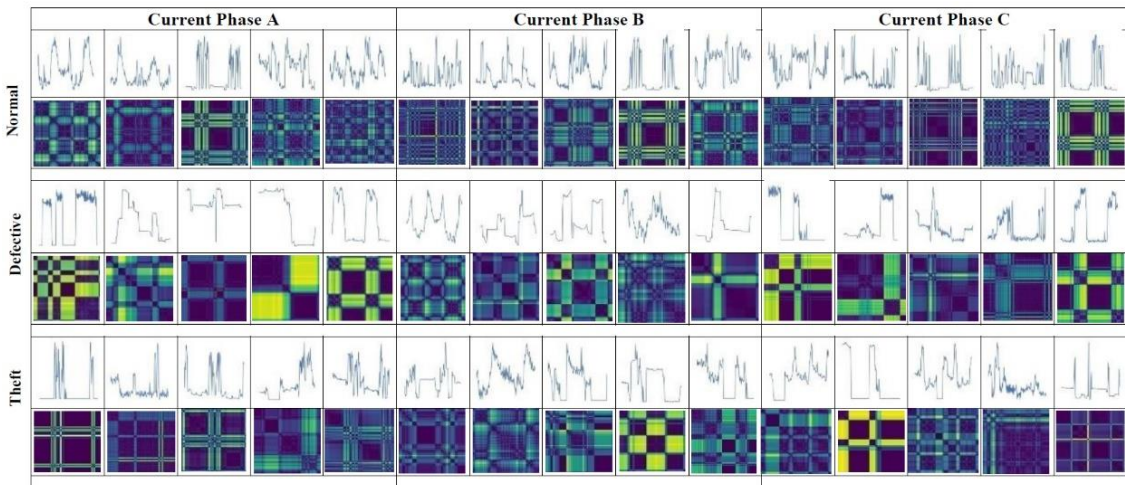 Current Phase A
Current Phase B
Current Phase C
Normal
Defective
Theft